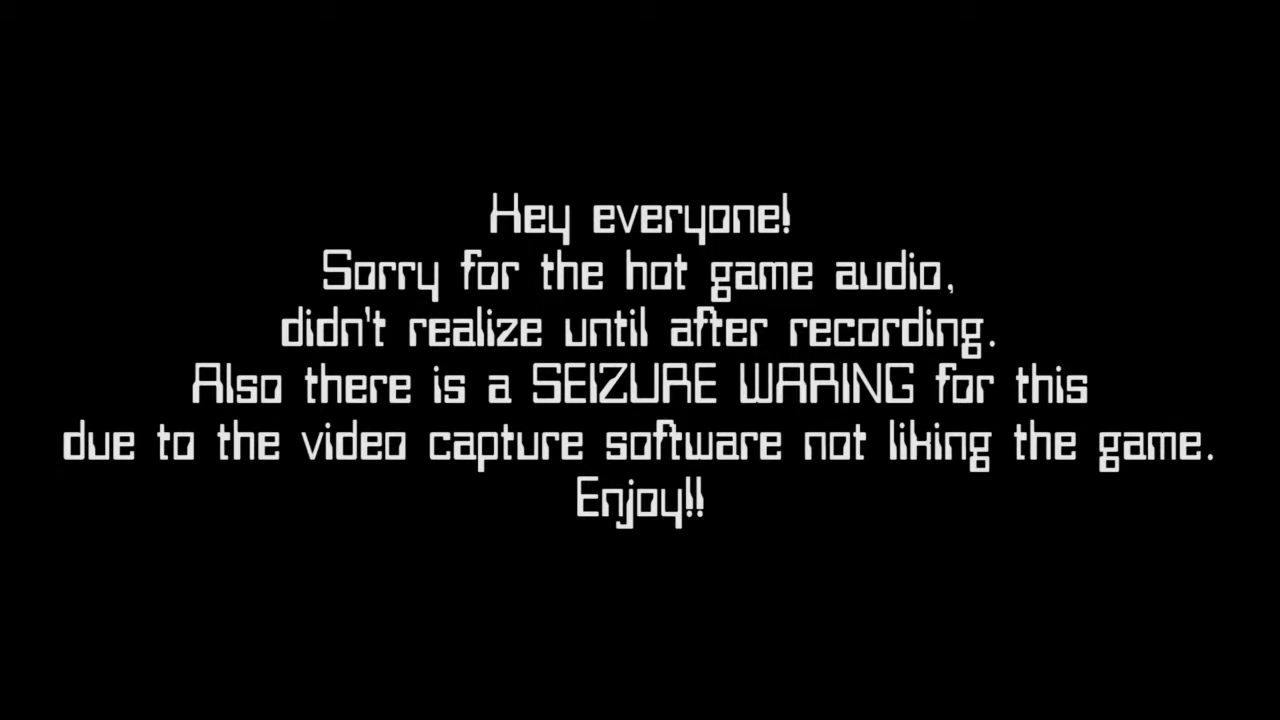 Hey everyone!
Sorry for the hot game audio,
didn't realize until after recording.
Also there is a SEIZURE WARING for this
due to the video capture software not liking the game.
Enjoy!!